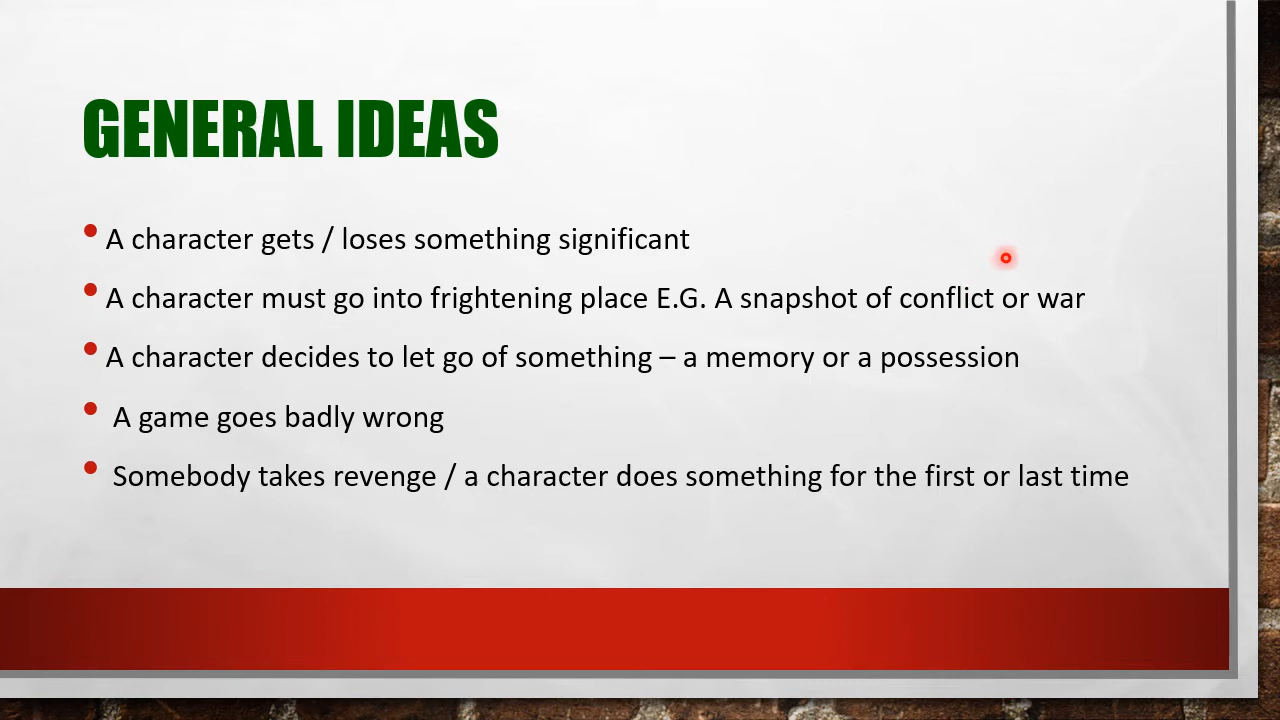 GENERAL IDEAS
• A character gets / loses something significant
• A character must go into frightening place E.G. A snapshot of conflict or war
• A character decides to let go of something – a memory or a possession
• A game goes badly wrong
• Somebody takes revenge / a character does something for the first or last time